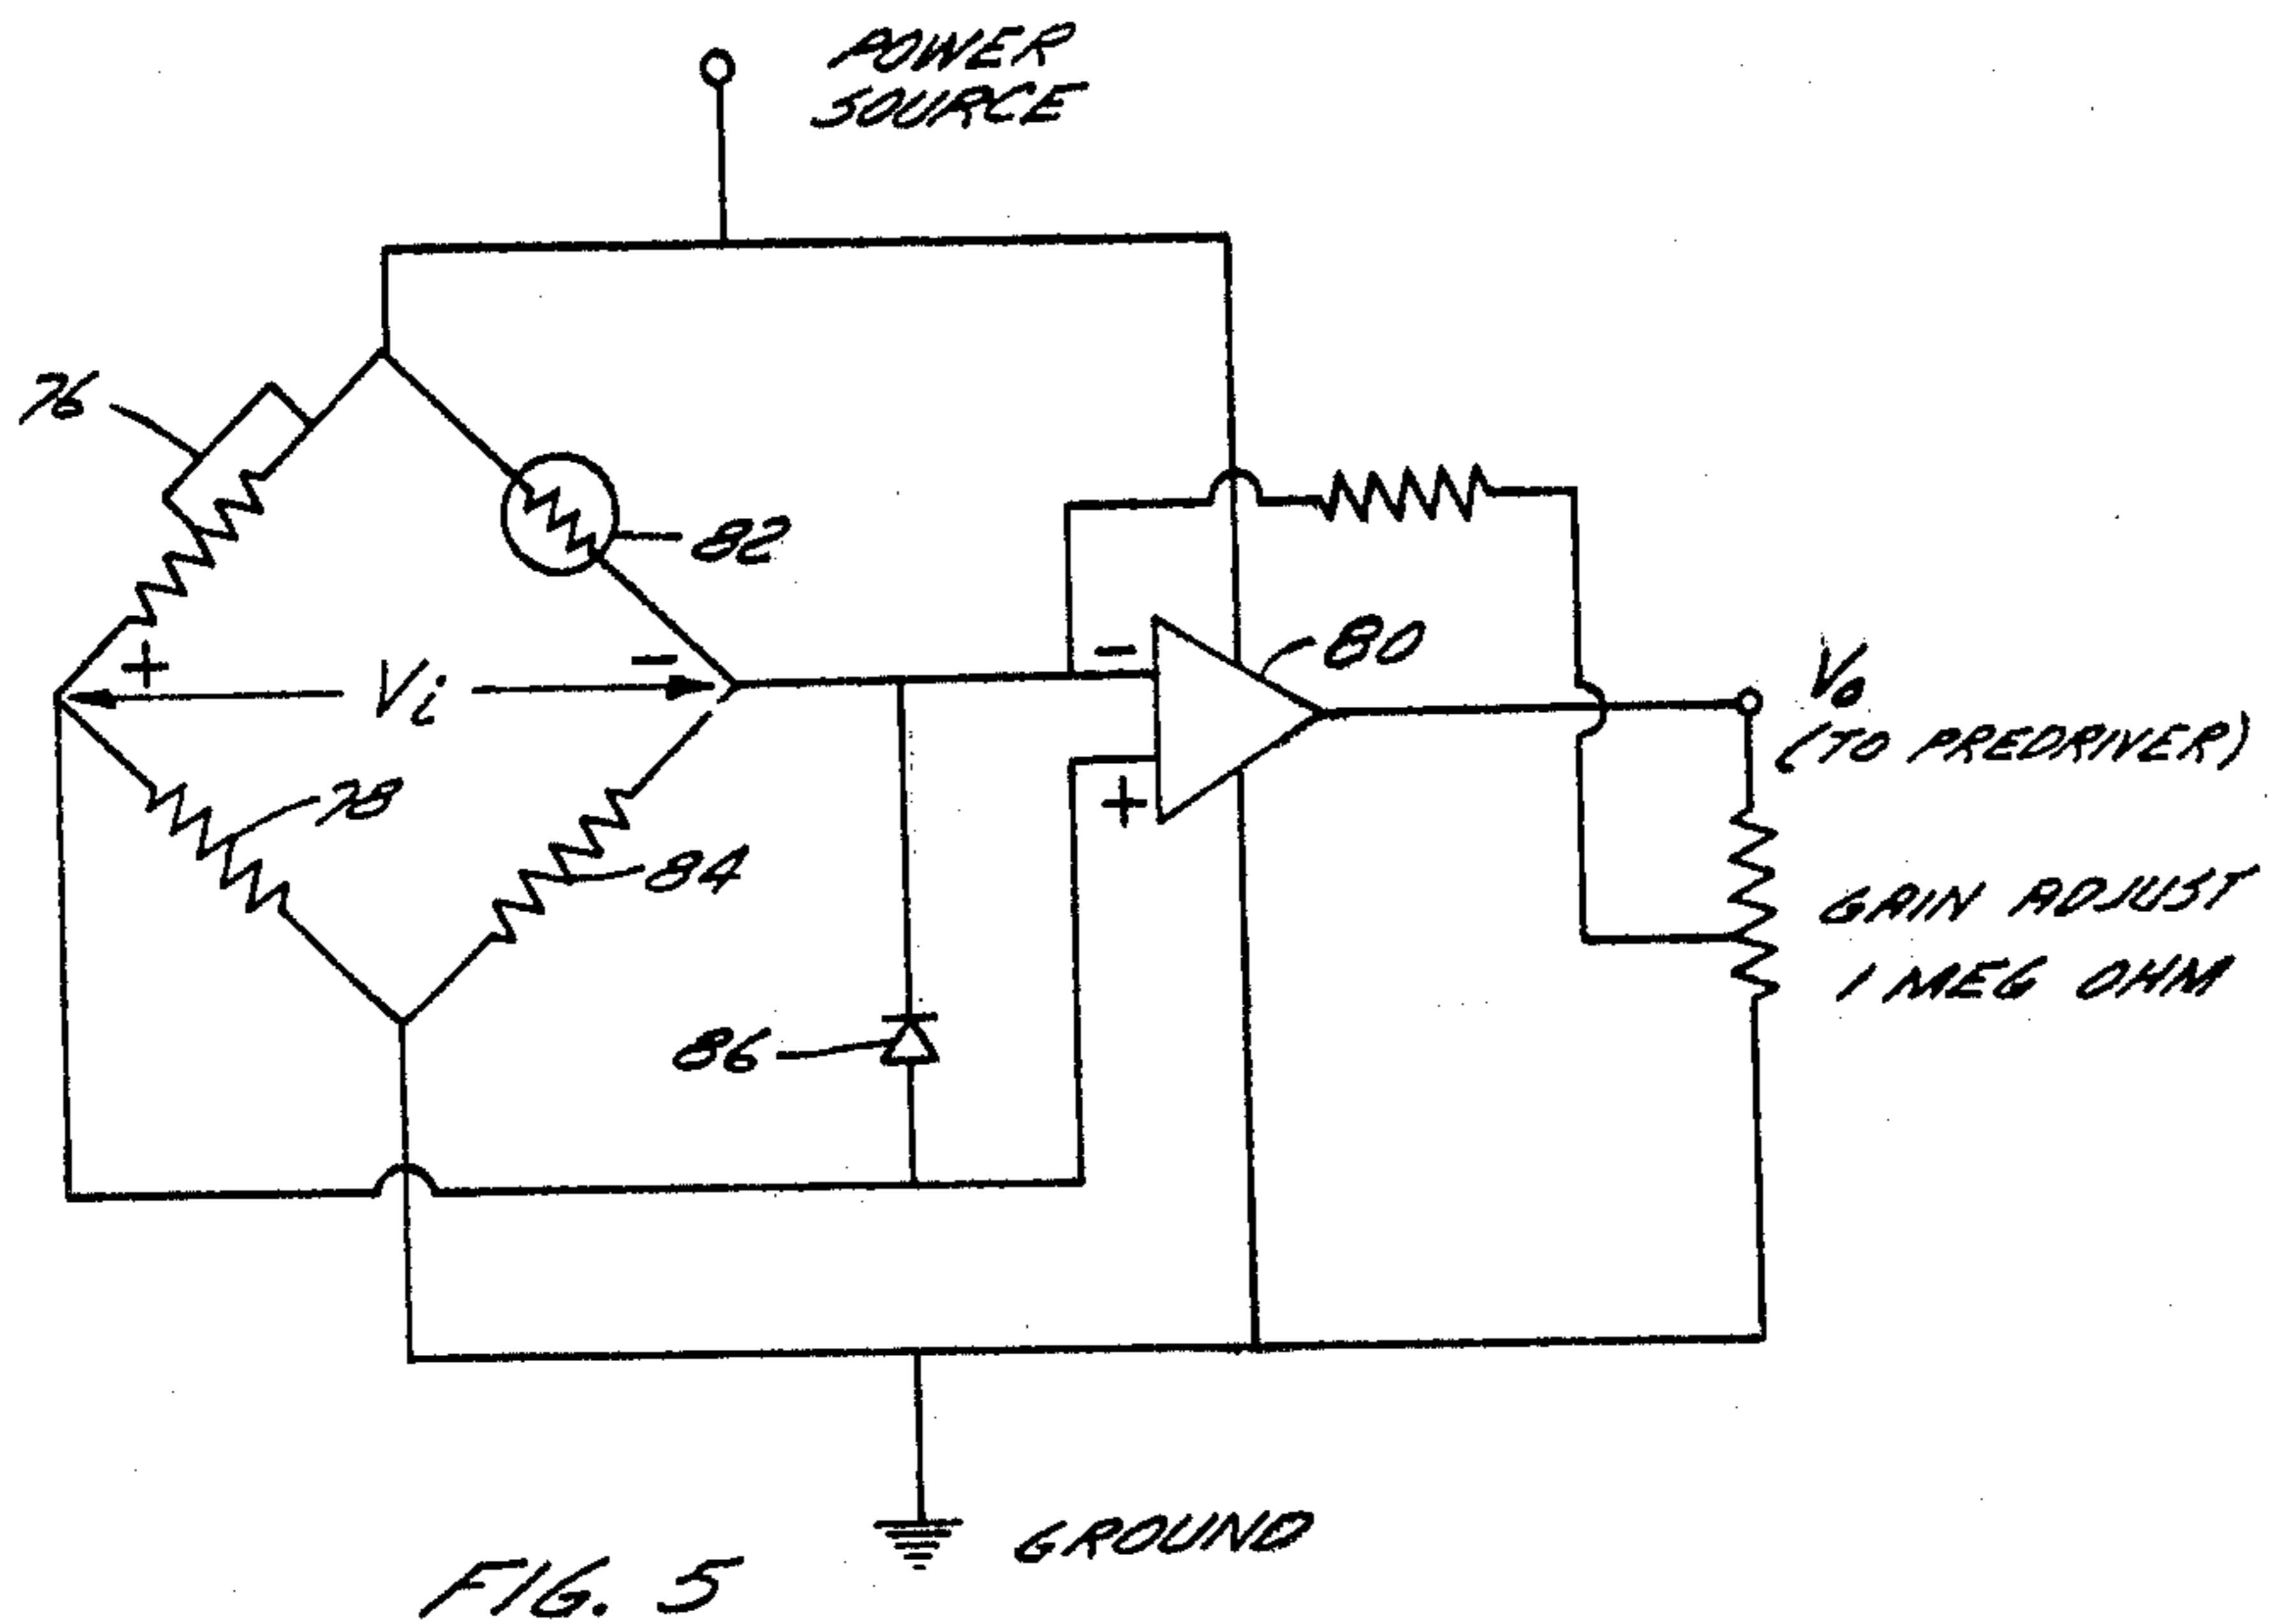 POWER
SOURCE
76
82
80
+
Vi
-
-
Vo
(TO PREDRIVER)
78
+
84
GAIN ADJUST
1 MEG OHM
86
GROUND
FIG. 5